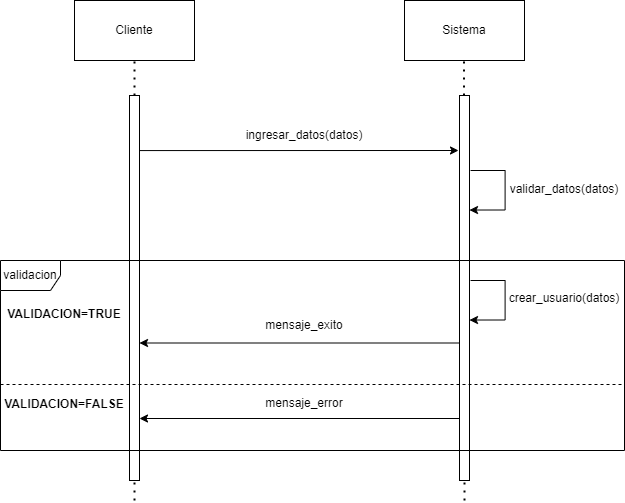 Cliente
Sistema
ingresar_datos(datos)
validar_datos(datos)
validacion
VALIDACION=TRUE
crear_usuario(datos)
mensaje_exito
VALIDACION=FALSE
mensaje_error